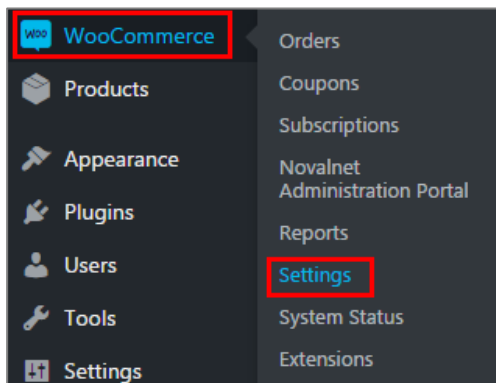 Woo
WooCommerce
Products
Appearance
Plugins
Users
Tools
Settings
Orders
Coupons
Subscriptions
Novalnet
Administration Portal
Reports
Settings
System Status
Extensions